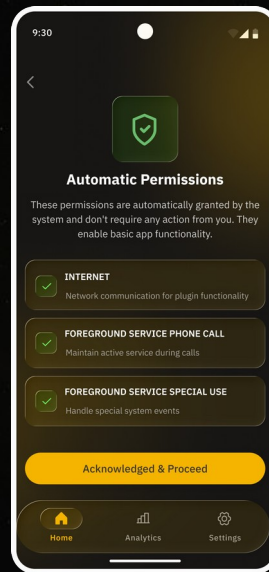 9:30
Automatic Permissions
These permissions are automatically granted by the
system and don't require any action from you. They
enable basic app functionality.
INTERNET
Network communication for plugin functionality
FOREGROUND SERVICE PHONE CALL
Maintain active service during calls
FOREGROUND SERVICE SPECIAL USE
Handle special system events
Acknowledged & Proceed
Home Analytics Settings